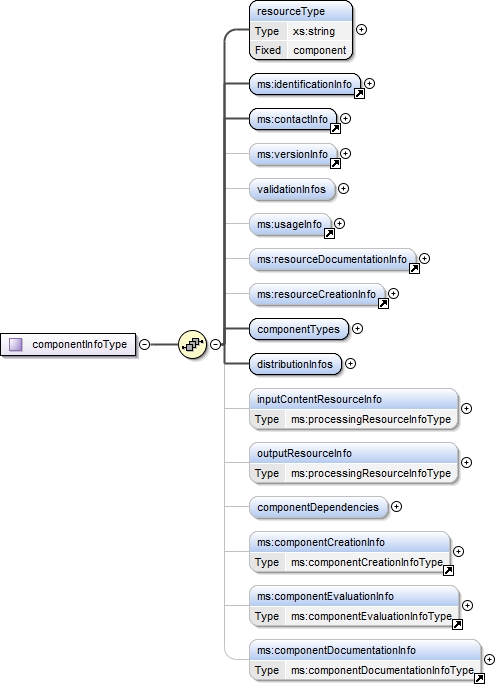 resourceType
Type xs:string
Fixed component
ms:identificationInfo
ms:contactInfo
ms:versionInfo
validationInfos
ms:usageInfo
ms:resourceDocumentationInfo
ms:resourceCreationInfo
componentInfoType
componentTypes
distributionInfos
inputContentResourceInfo
Type ms:processingResourceInfoType
outputResourceInfo
Type ms:processingResourceInfoType
componentDependencies
ms:componentCreationInfo
Type ms:componentCreationInfoType
ms:componentEvaluationInfo
Type ms:componentEvaluationInfoType
ms:componentDocumentationInfo
Type ms:componentDocumentationInfoType